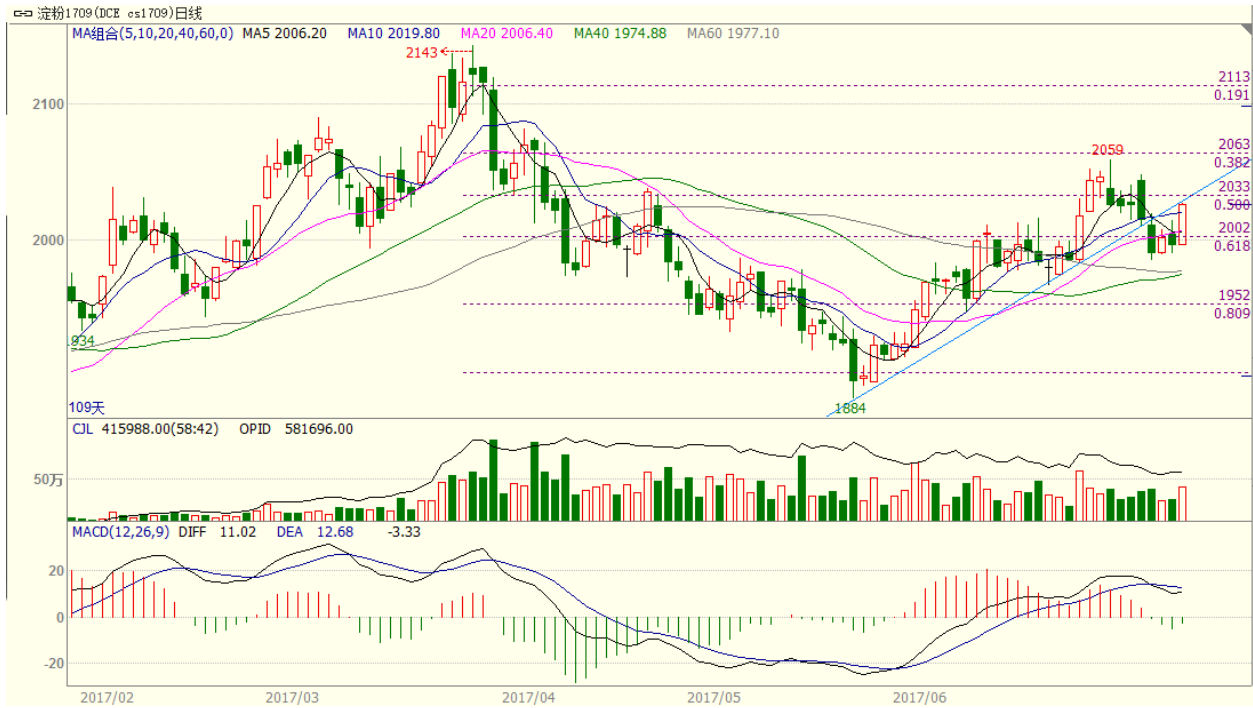 淀粉1709(DCE cs1709)日线
MA组合(5,10,20,40,60,0) MA5 2006.20 MA10 2019.80 MA20 2006.40 MA40 1974.88 MA60 1977.10
2143
2113
0.191
2100
2063
0.382
2059
2033
0.500
2002
0.618
2000
1952
0.809
934
1884
109天
CJL 415988.00(58:42) OPID 581696.00
50万
MACD(12,26,9) DIFF 11.02 DEA 12.68 -3.33
20
0
-20
2017/02 2017/03 2017/04 2017/05 2017/06